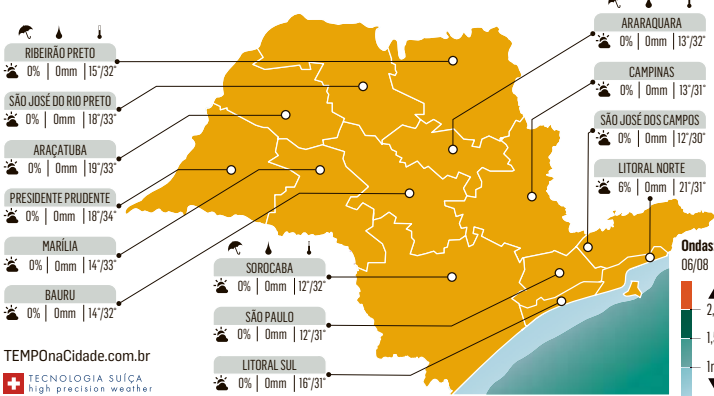 RIBEIRÃO PRETO
0% | 0mm | 15°/32°
SÃO JOSÉ DO RIO PRETO
0% | 0mm | 18°/33°
ARAÇATUBA
0% | 0mm | 19°/33°
PRESIDENTE PRUDENTE
0% | 0mm | 18°/34°
MARÍLIA
0% | 0mm | 14°/33°
BAURU
0% | 0mm | 14°/32°
SOROCABA
0% | 0mm | 12°/32°
SÃO PAULO
0% | 0mm | 12°/31°
LITORAL SUL
0% | 0mm | 16°/31°
ARARAQUARA
0% | 0mm | 13°/32°
CAMPINAS
0% | 0mm | 13°/31°
SÃO JOSÉ DOS CAMPOS
0% | 0mm | 12°/30°
LITORAL NORTE
6% | 0mm | 21°/31°
Ondas
06/08
TEMPOnaCidade.com.br
TECNOLOGIA SUÍÇA
high precision weather